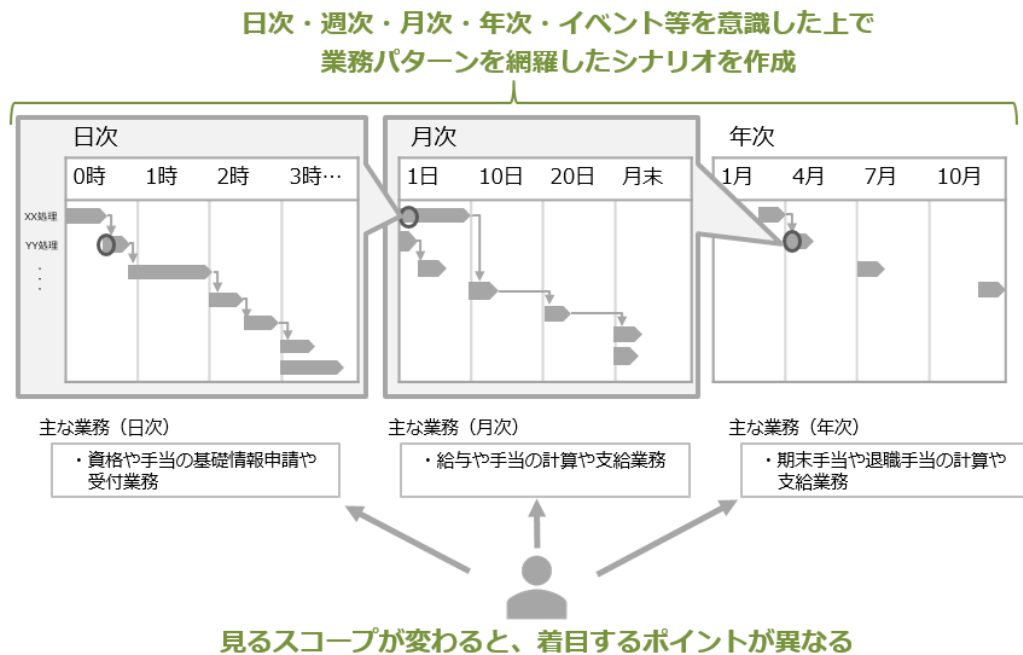 日次・週次・月次・年次・イベント等を意識した上で
業務パターンを網羅したシナリオを作成
日次
0時 1時 2時 3時…
XX処理
YY処理
・
・
・
月次
1日 10日 20日 月末
年次
1月 4月 7月 10月
主な業務（日次）
・資格や手当の基礎情報申請や
受付業務
主な業務（月次）
・給与や手当の計算や支給業務
主な業務（年次）
・期末手当や退職手当の計算や
支給業務
見るスコープが変わると、着目するポイントが異なる